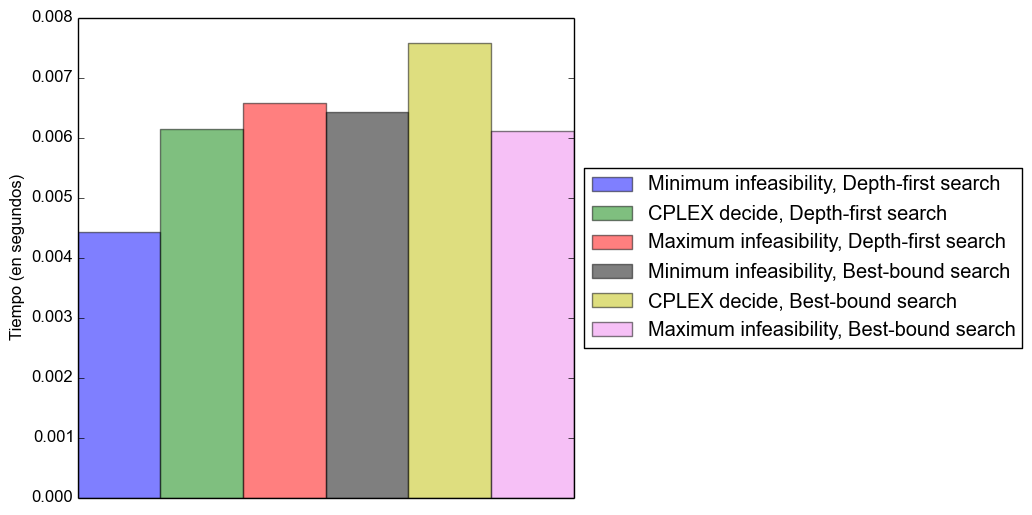 0.008
0.007
0.006
0.005
0.004
0.003
0.002
0.001
0.000
Tiempo (en segundos)
Minimum infeasibility, Depth-first search
CPLEX decide, Depth-first search
Maximum infeasibility, Depth-first search
Minimum infeasibility, Best-bound search
CPLEX decide, Best-bound search
Maximum infeasibility, Best-bound search